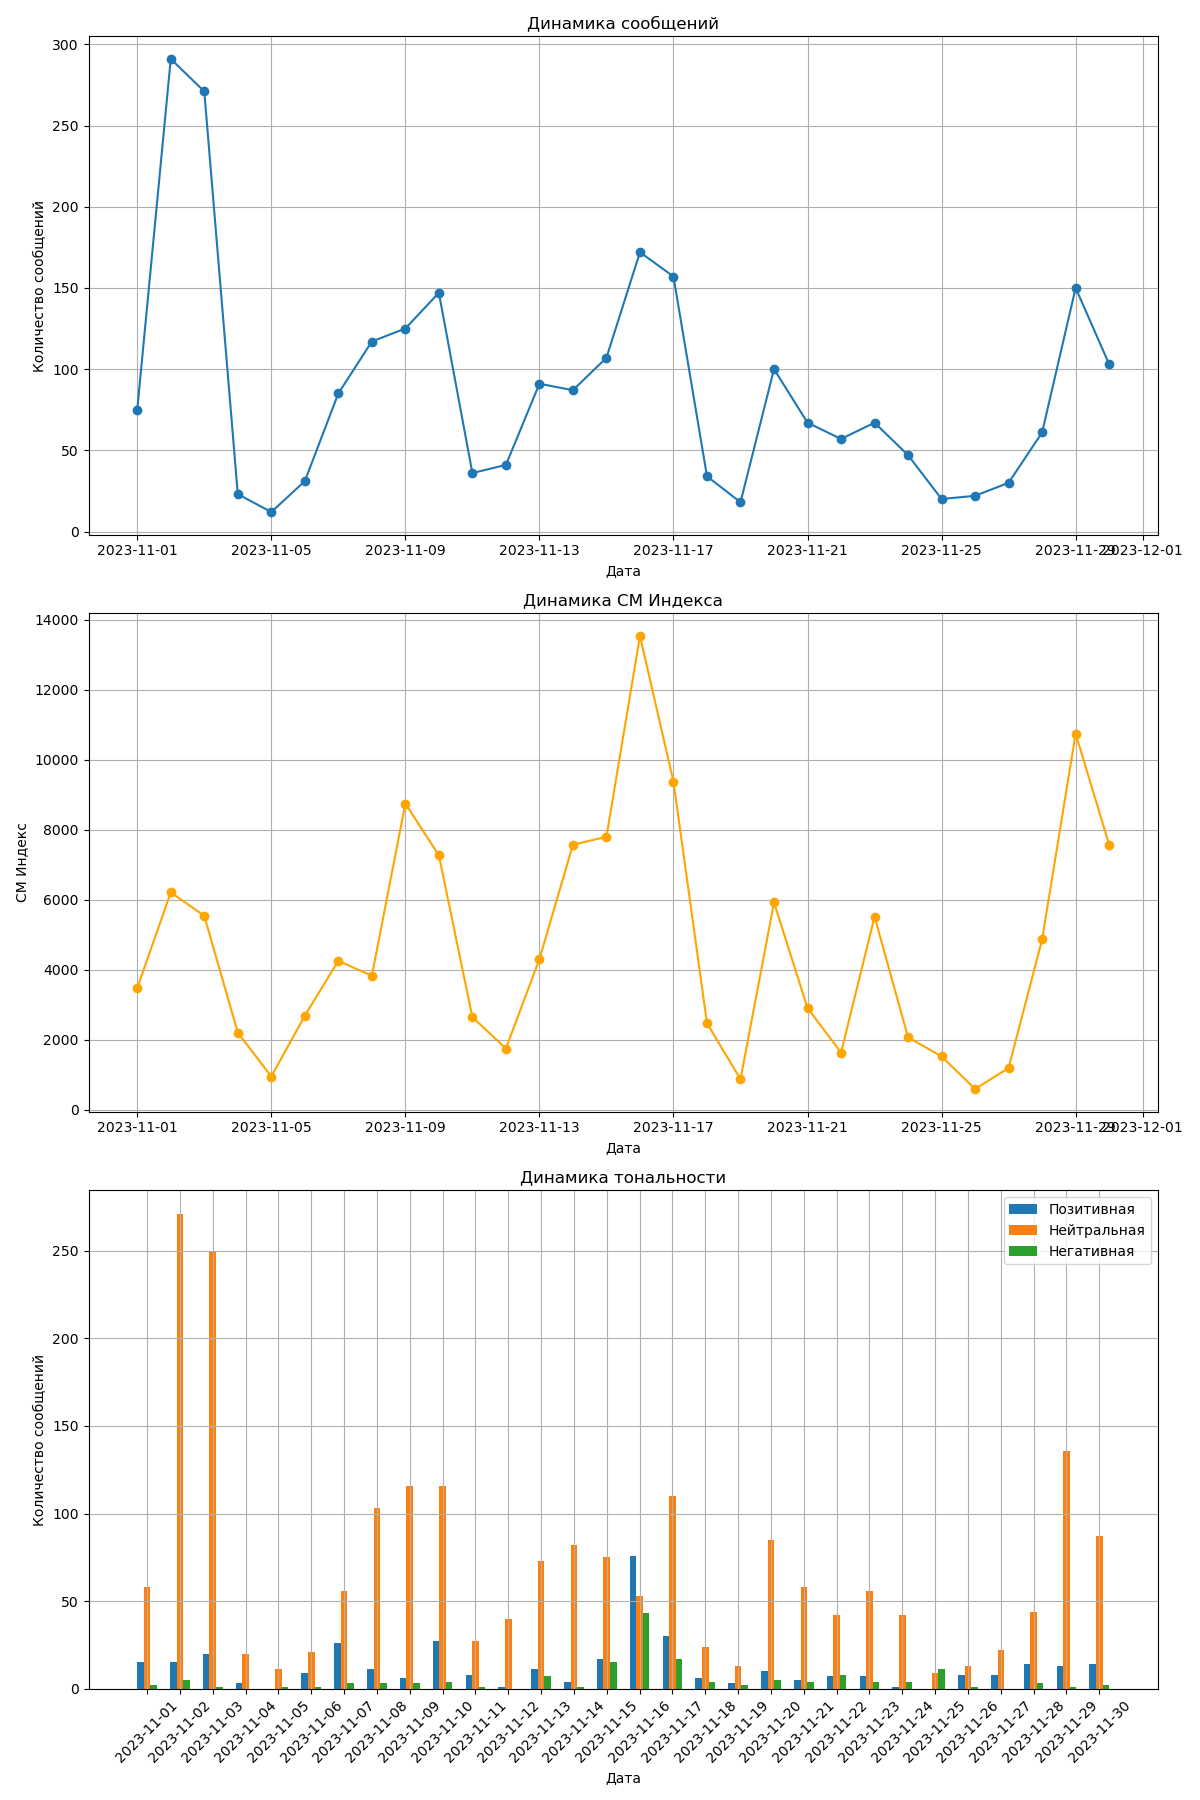 Динамика сообщений
300
250
200
150
100
50
0
Количество сообщений
2023-11-01 2023-11-05 2023-11-09 2023-11-13 2023-11-17 2023-11-21 2023-11-25 2023-11-29 2023-12-01
Дата
Динамика СМ Индекса
14000
12000
10000
8000
6000
4000
2000
0
СМ Индекс
2023-11-01 2023-11-05 2023-11-09 2023-11-13 2023-11-17 2023-11-21 2023-11-25 2023-11-29 2023-12-01
Дата
Динамика тональности
Позитивная
Нейтральная
Негативная
250
200
150
100
50
0
Количество сообщений
2023-11-01 2023-11-02 2023-11-03 2023-11-04 2023-11-05 2023-11-06 2023-11-07 2023-11-08 2023-11-09 2023-11-10 2023-11-11 2023-11-12 2023-11-13 2023-11-14 2023-11-15 2023-11-16 2023-11-17 2023-11-18 2023-11-19 2023-11-20 2023-11-21 2023-11-22 2023-11-23 2023-11-24 2023-11-25 2023-11-26 2023-11-27 2023-11-28 2023-11-29 2023-11-30
Дата